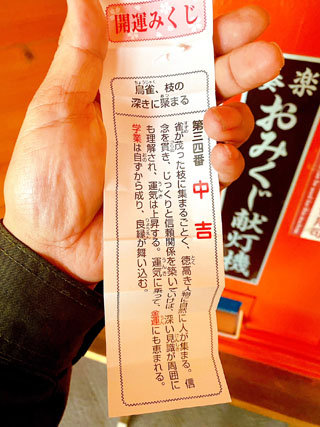 開運みくじ
鳥雀、枝の
深きに聚まる
第三四番 中吉
雀が茂った枝に集まるごとく、徳高き人物に自然に人が集まる。信
念を貫き、じっくりと信頼関係を築いていけば、深い見識が周囲に
も理解され、運気は上昇する。運気に乗って、金運にも恵まれる。
学業は自ずから成り、良縁が舞い込む。
楽
おみくじ
献灯機